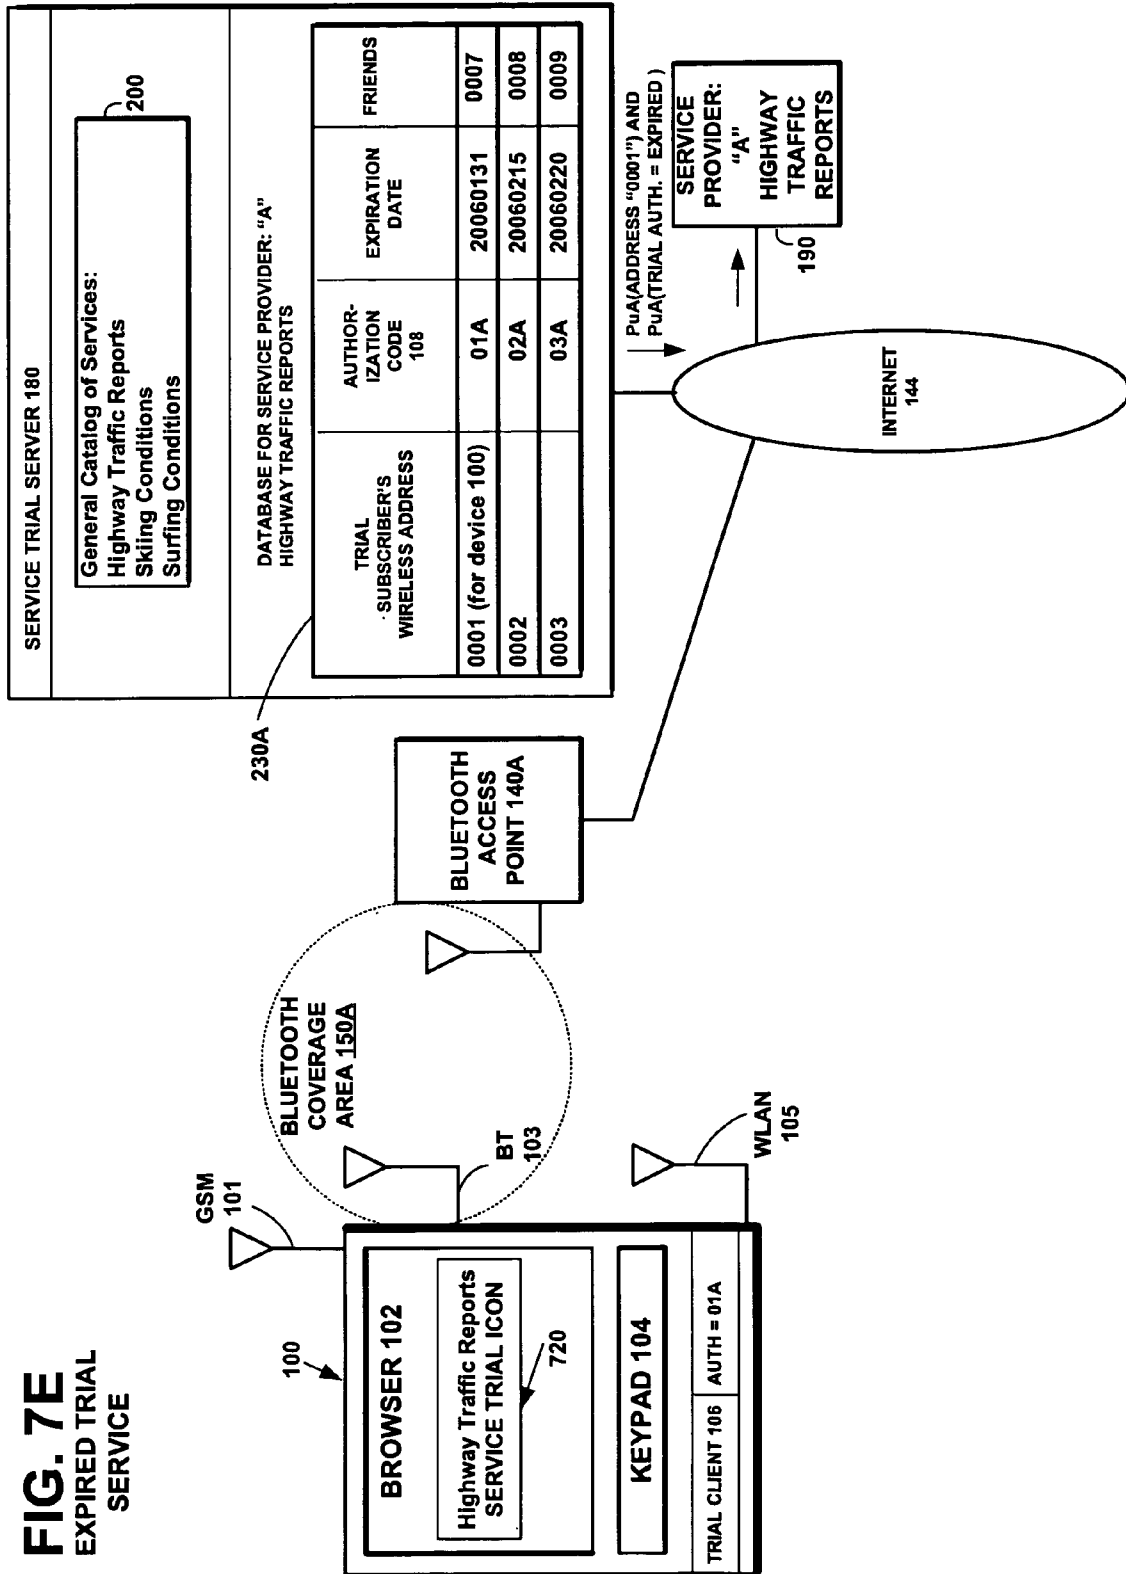 FIG. 7E
EXPIRED TRIAL
SERVICE
100
BROWSER 102
Highway Traffic Reports
SERVICE TRIAL ICON
720
KEYPAD 104
TRIAL CLIENT 106
AUTH = 01A
GSM
101
BT
103
WLAN
105
BLUETOOTH
COVERAGE
AREA 150A
BLUETOOTH
ACCESS
POINT 140A
SERVICE TRIAL SERVER 180
General Catalog of Services:
Highway Traffic Reports
Skiing Conditions
Surfing Conditions
200
DATABASE FOR SERVICE PROVIDER: "A"
HIGHWAY TRAFFIC REPORTS
230A
TRIAL
SUBSCRIBER'S
WIRELESS ADDRESS
AUTHOR-
IZATION
CODE
108
EXPIRATION
DATE
FRIENDS
0001 (for device 100) 01A 20060131 0007
0002 02A 20060215 0008
0003 03A 20060220 0009
PuA(ADDRESS "0001") AND
PuA(TRIAL AUTH. = EXPIRED )
INTERNET
144
SERVICE
PROVIDER:
"A"
HIGHWAY
TRAFFIC
REPORTS
190